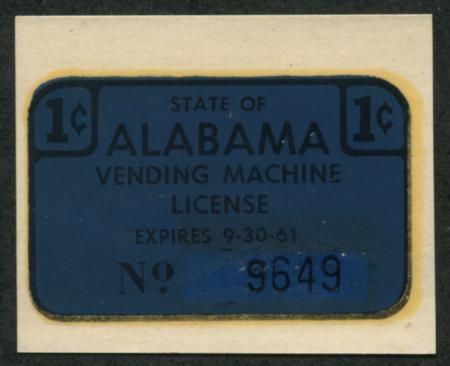 1¢ STATE OF 1¢
ALABAMA
VENDING MACHINE
LICENSE
EXPIRES 9-30-61
Nº 9649